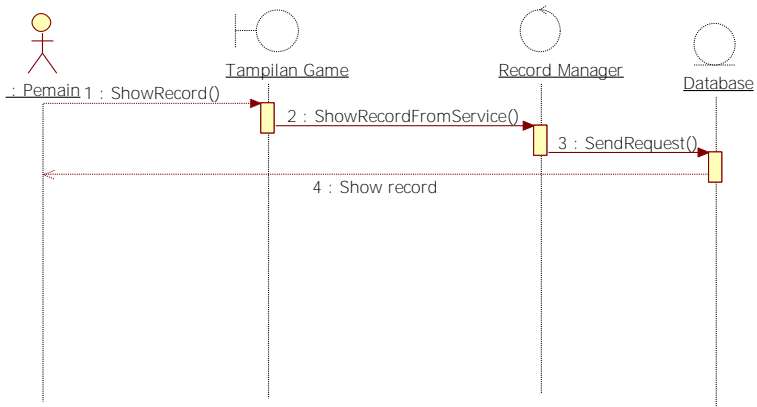 Tampilan Game
Record Manager
Database
: Pemain
1 : ShowRecord()
2 : ShowRecordFromService()
3 : SendRequest()
4 : Show record